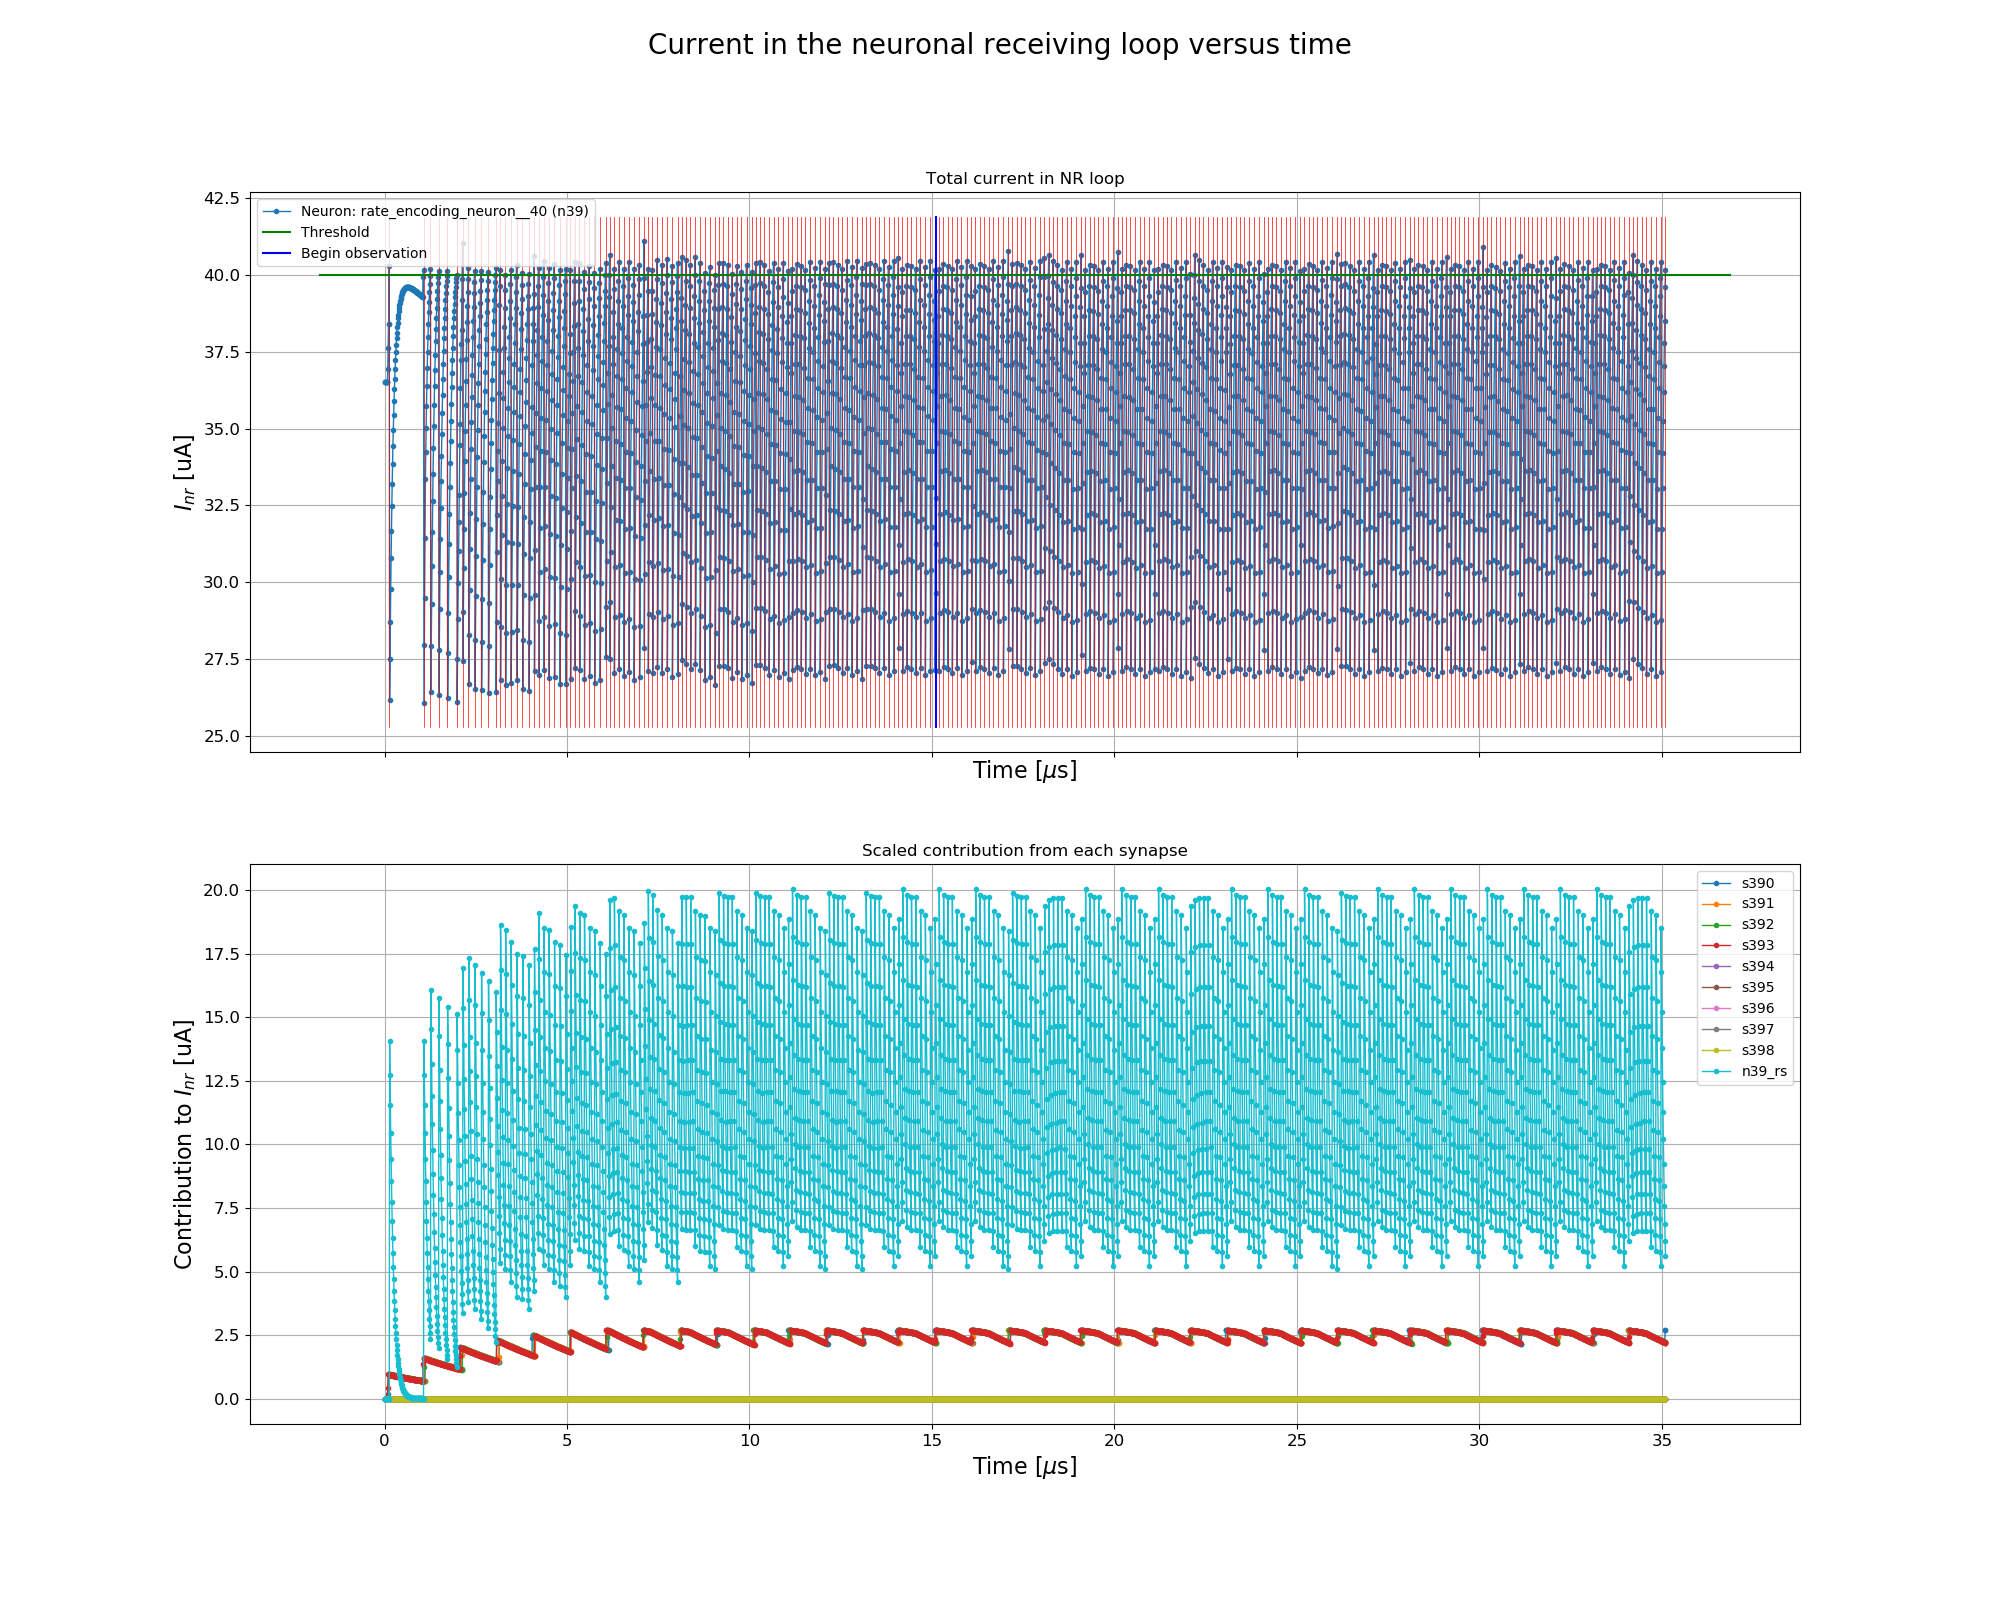 Current in the neuronal receiving loop versus time
Total current in NR loop
42.5
40.0
37.5
35.0
32.5
30.0
27.5
25.0
I_nr [uA]
Neuron: rate_encoding_neuron__40 (n39)
Threshold
Begin observation
Time [μs]
Scaled contribution from each synapse
20.0
17.5
15.0
12.5
10.0
7.5
5.0
2.5
0.0
Contribution to I_nr [uA]
s390
s391
s392
s393
s394
s395
s396
s397
s398
n39_rs
0 5 10 15 20 25 30 35
Time [μs]